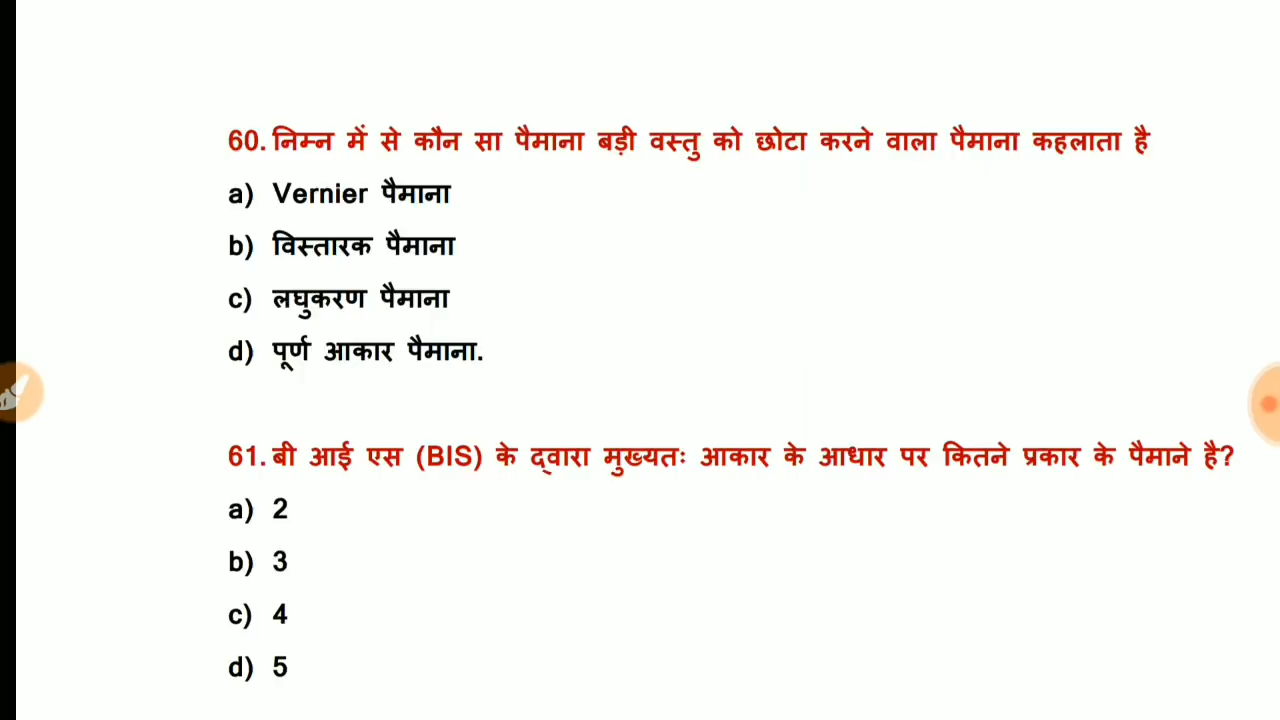 60. निम्न में से कौन सा पैमाना बड़ी वस्तु को छोटा करने वाला पैमाना कहलाता है
a) Vernier पैमाना
b) विस्तारक पैमाना
c) लघुकरण पैमाना
d) पूर्ण आकार पैमाना.
61. बी आई एस (BIS) के द्वारा मुख्यतः आकार के आधार पर कितने प्रकार के पैमाने है?
a) 2
b) 3
c) 4
d) 5